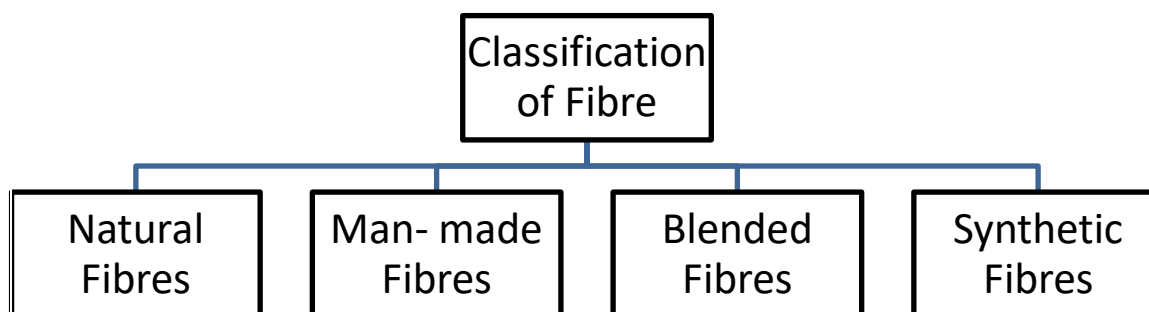 Classification
of Fibre
Natural
Fibres
Man- made
Fibres
Blended
Fibres
Synthetic
Fibres